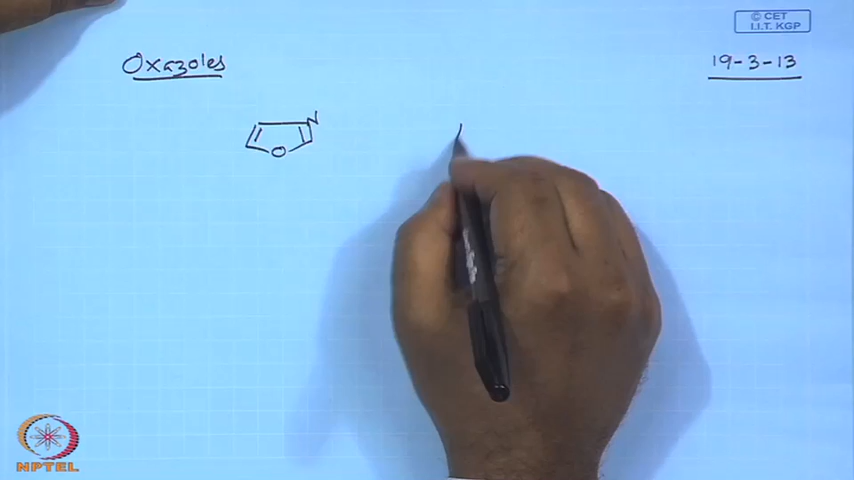 © CET
I.I.T. KGP
Oxazoles
19-3-13
N
O
NPTEL